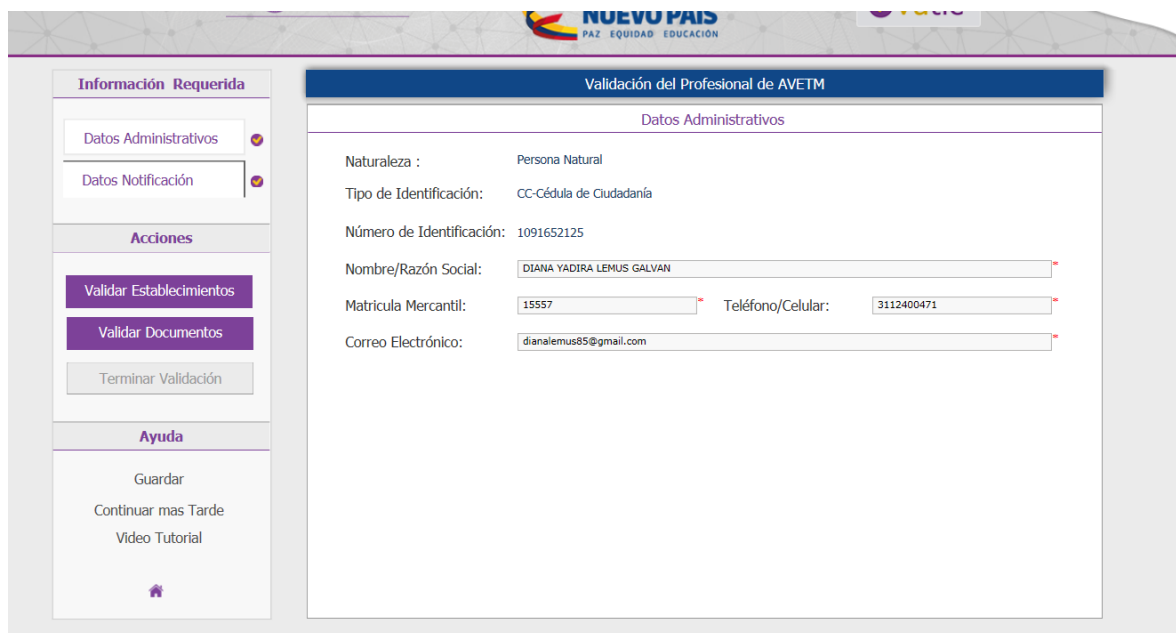 NUEVO PAÍS
PAZ EQUIDAD EDUCACIÓN
Información Requerida
Datos Administrativos
Datos Notificación
Acciones
Validar Establecimientos
Validar Documentos
Terminar Validación
Ayuda
Guardar
Continuar mas Tarde
Video Tutorial
Validación del Profesional de AVETM
Datos Administrativos
Naturaleza : Persona Natural
Tipo de Identificación: CC-Cédula de Ciudadanía
Número de Identificación: 1091652125
Nombre/Razón Social: DIANA YADIRA LEMUS GALVAN *
Matricula Mercantil: 15557 * Teléfono/Celular: 3112400471 *
Correo Electrónico: dianalemus85@gmail.com *